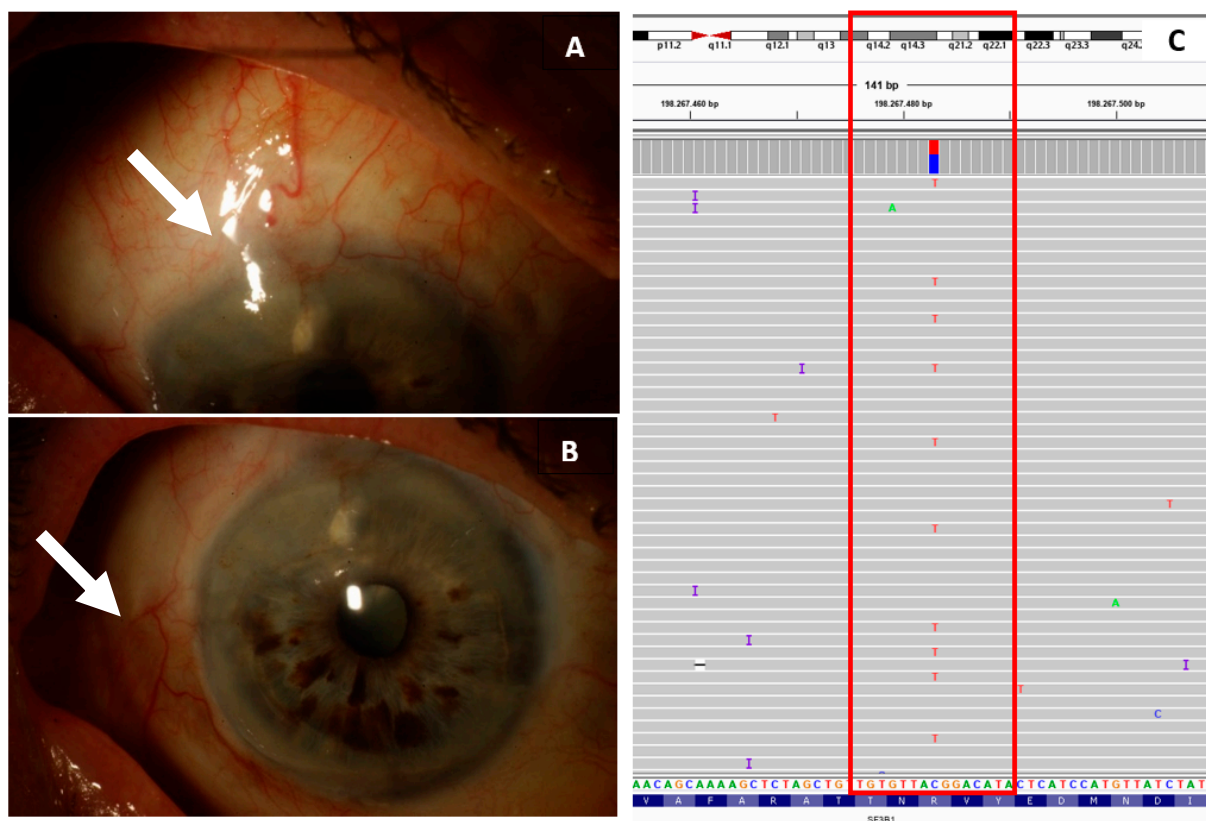 A
B
C
p11.2 q11.1 q12.1 q13 q14.2 q14.3 q21.2 q22.1 q22.3 q23.3 q24.
141 bp
198.267.460 bp 198.267.480 bp 198.267.500 bp
T
I
I A
T
T
I T
T
T
T
T
I
A
T
I
T
I
T
T
C
T
I
AACAGCAAAAGCTCTAGCTGTTGTGTTACGGACATACTCATCCATGTTATCTAT
V A F A R A T T N R V Y E D M N D I
SF3B1